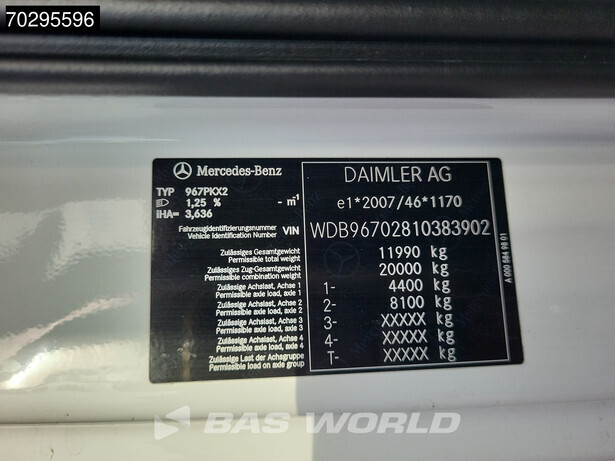 70295596
Mercedes-Benz
DAIMLER AG
TYP 967PKX2
1,25 % - m⁻¹
e1*2007/46*1170
iHA= 3,636
Fahrzeugidentifizierungsnummer
Vehicle Identification Number VIN WDB96702810383902
Zulässiges Gesamtgewicht
Permissible total weight 11990 kg
Zulässiges Zug-Gesamtgewicht
Permissible combination weight 20000 kg
Zulässige Achslast, Achse 1
Permissible axle load, axle 1 1- 4400 kg
Zulässige Achslast, Achse 2
Permissible axle load, axle 2 2- 8100 kg
Zulässige Achslast, Achse 3
Permissible axle load, axle 3 3- XXXXX kg
Zulässige Achslast, Achse 4
Permissible axle load, axle 4 4- XXXXX kg
Zulässige Last der Achsgruppe
Permissible load on axle group T- XXXXX kg
A 000 584 98 01
BAS WORLD